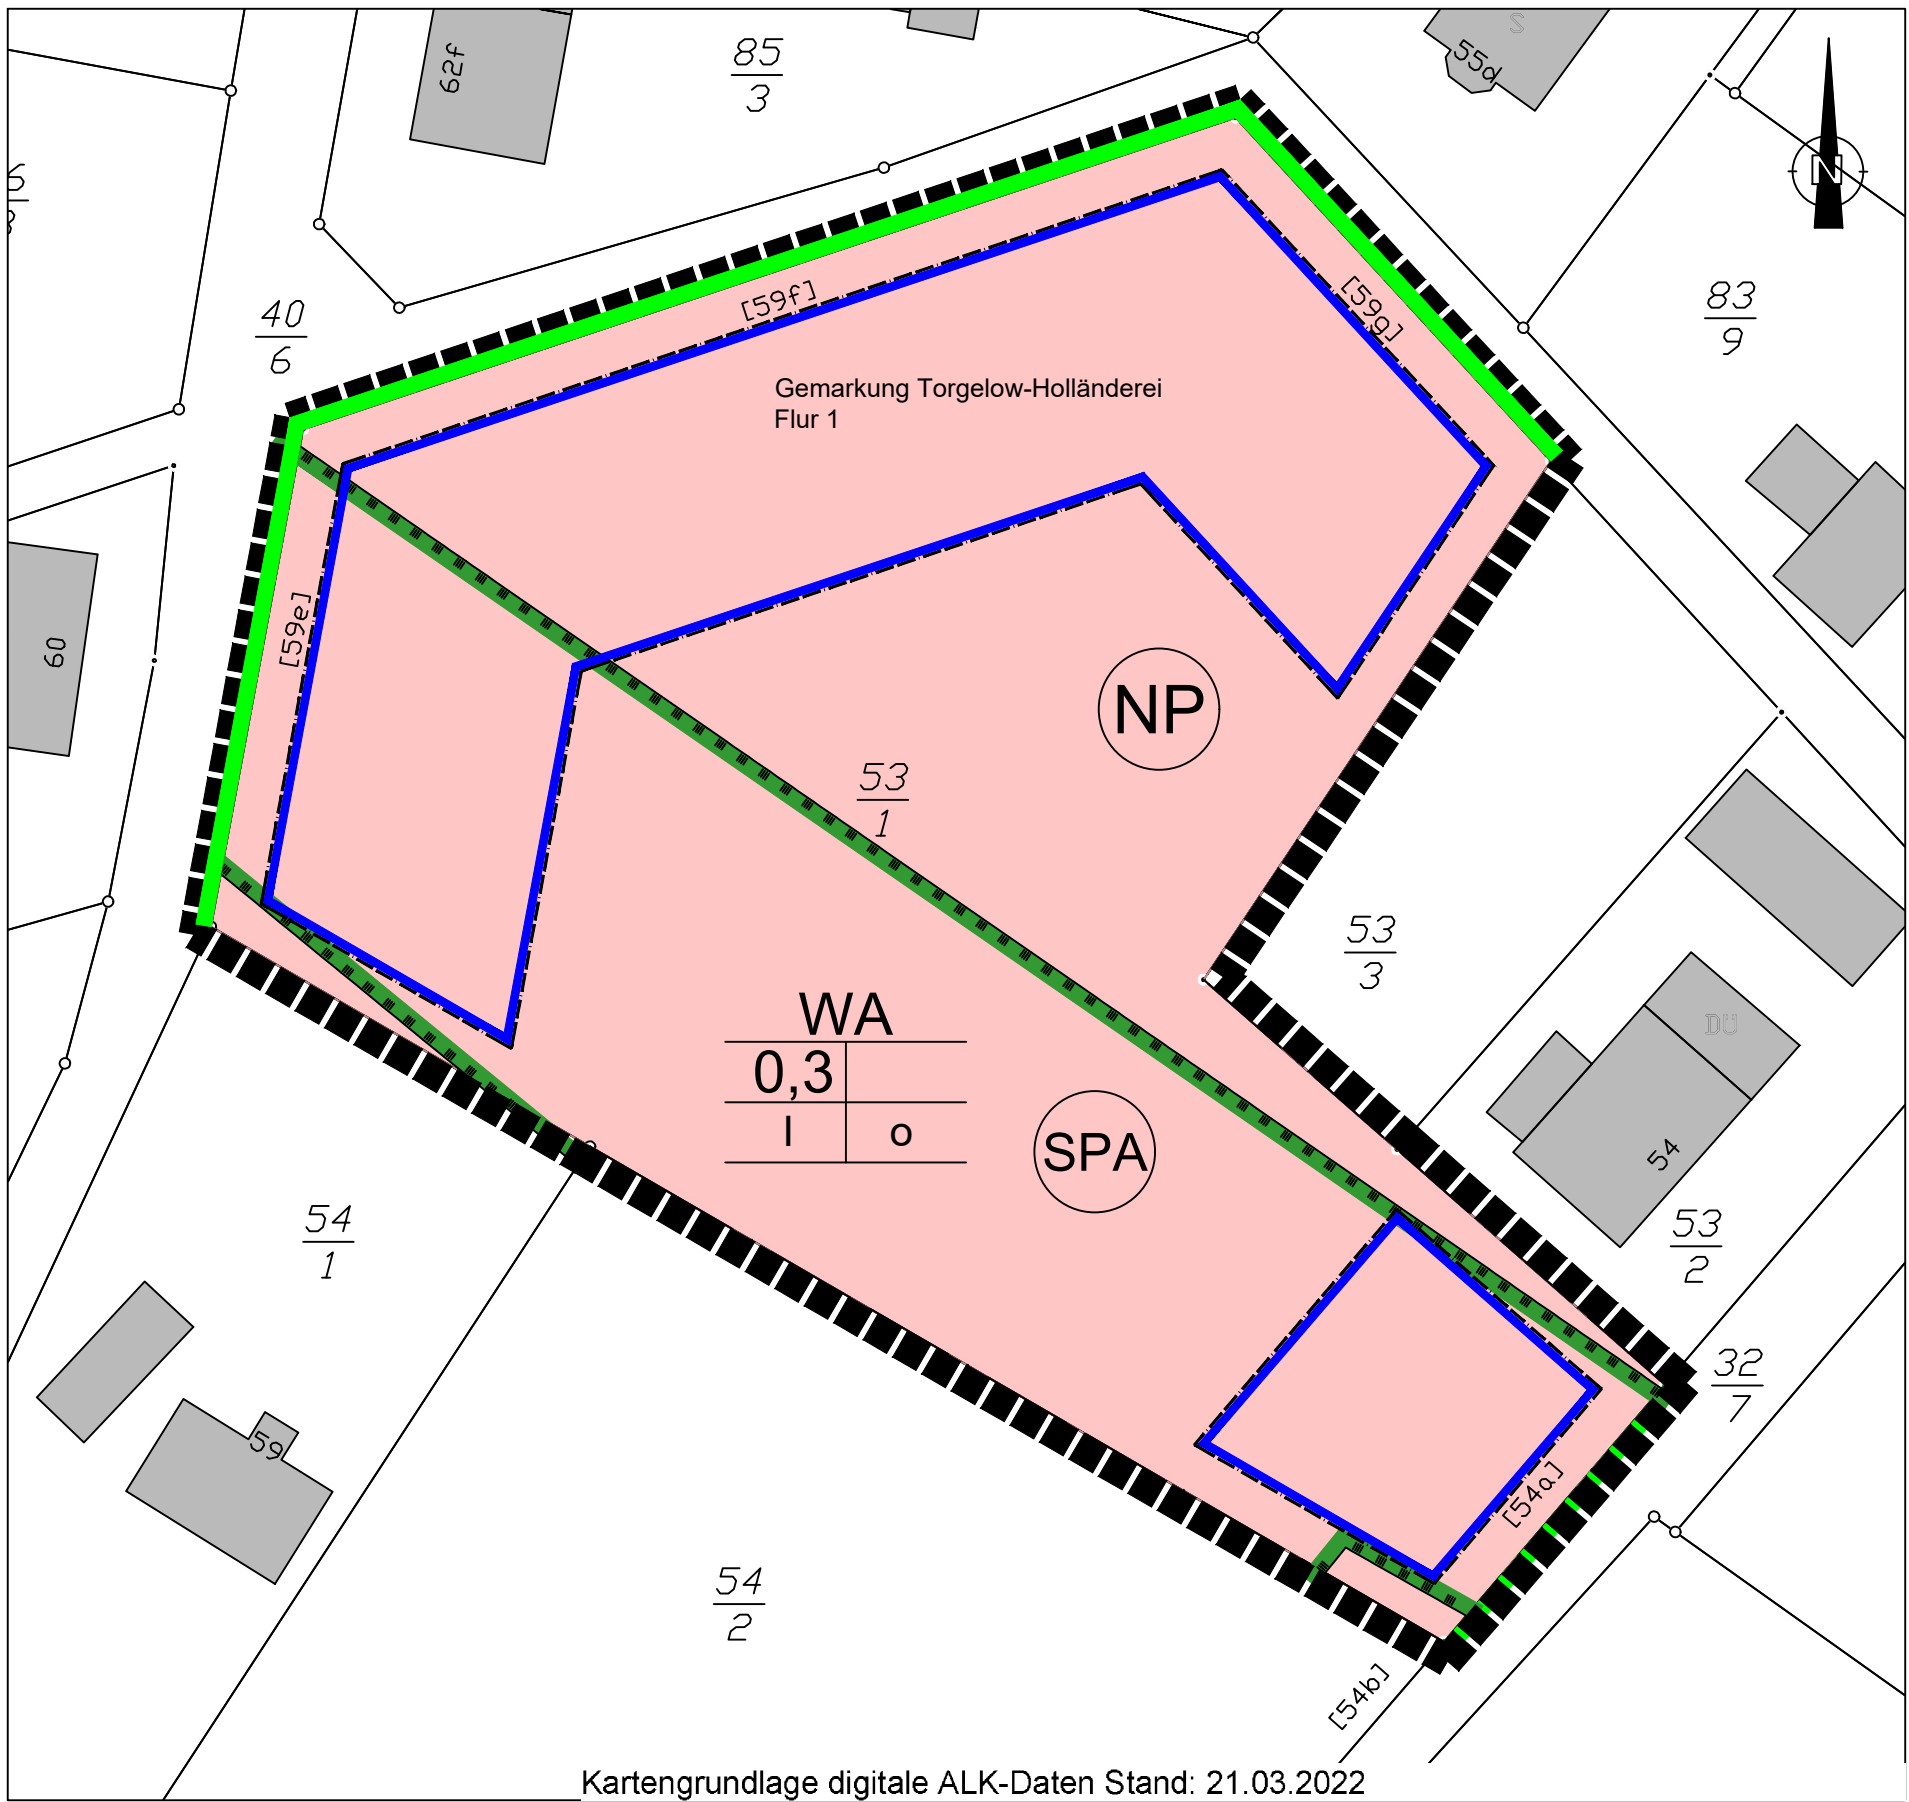 S
62f
85
3
55d
N
40
6
83
9
[59f]
[59g]
Gemarkung Torgelow-Holländerei
Flur 1
[59e]
60
NP
53
1
53
3
WA
0,3
I o
SPA
DÜ
54
54
1
53
2
32
7
59
[54a]
54
2
[54b]
Kartengrundlage digitale ALK-Daten Stand: 21.03.2022